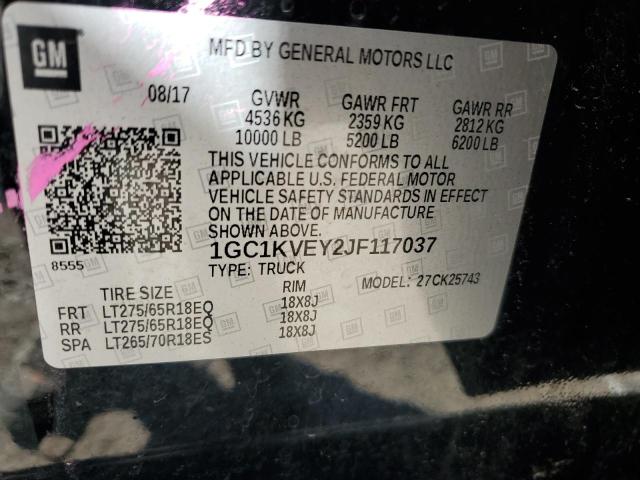 GM
MFD BY GENERAL MOTORS LLC
08/17 GVWR GAWR FRT GAWR RR
4536 KG 2359 KG 2812 KG
10000 LB 5200 LB 6200 LB
THIS VEHICLE CONFORMS TO ALL
APPLICABLE U.S. FEDERAL MOTOR
VEHICLE SAFETY STANDARDS IN EFFECT
ON THE DATE OF MANUFACTURE
SHOWN ABOVE.
1GC1KVEY2JF117037
8555
TYPE: TRUCK
MODEL: 27CK25743
TIRE SIZE RIM
FRT LT275/65R18EQ 18X8J
RR LT275/65R18EQ 18X8J
SPA LT265/70R18ES 18X8J